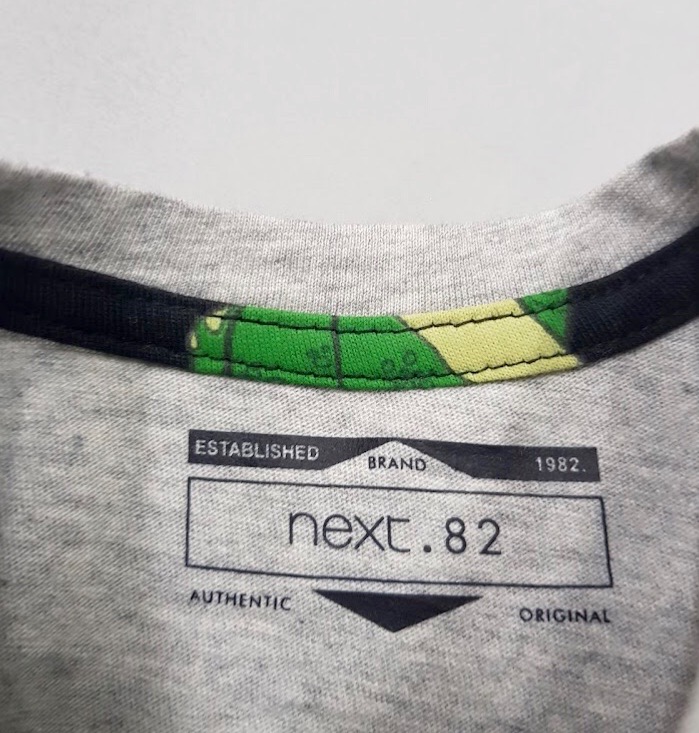 ESTABLISHED BRAND 1982.
next.82
AUTHENTIC ORIGINAL